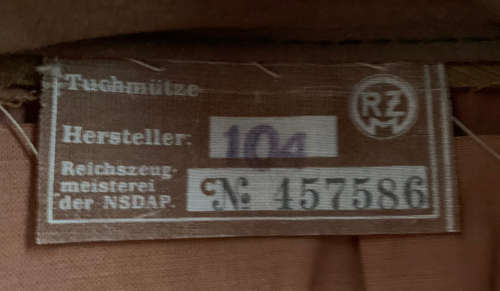 Tuchmütze
RZM
Hersteller: 104
Reichszeug-
meisterei
der NSDAP. №: 457586